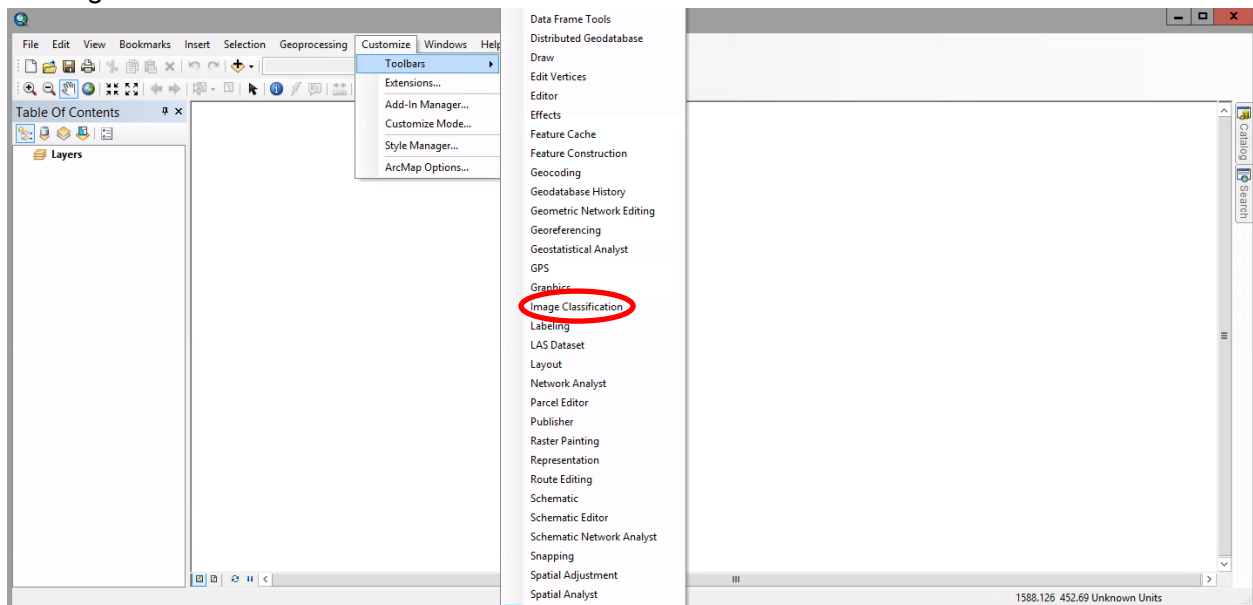 File Edit View Bookmarks Insert Selection Geoprocessing Customize Windows Help
Table Of Contents
Layers
Toolbars
Extensions...
Add-In Manager...
Customize Mode...
Style Manager...
ArcMap Options...
Data Frame Tools
Distributed Geodatabase
Draw
Edit Vertices
Editor
Effects
Feature Cache
Feature Construction
Geocoding
Geodatabase History
Geometric Network Editing
Georeferencing
Geostatistical Analyst
GPS
Graphics
Image Classification
Labeling
LAS Dataset
Layout
Network Analyst
Parcel Editor
Publisher
Raster Painting
Representation
Route Editing
Schematic
Schematic Editor
Schematic Network Analyst
Snapping
Spatial Adjustment
Spatial Analyst
Catalog
Search
1588.126 452.69 Unknown Units